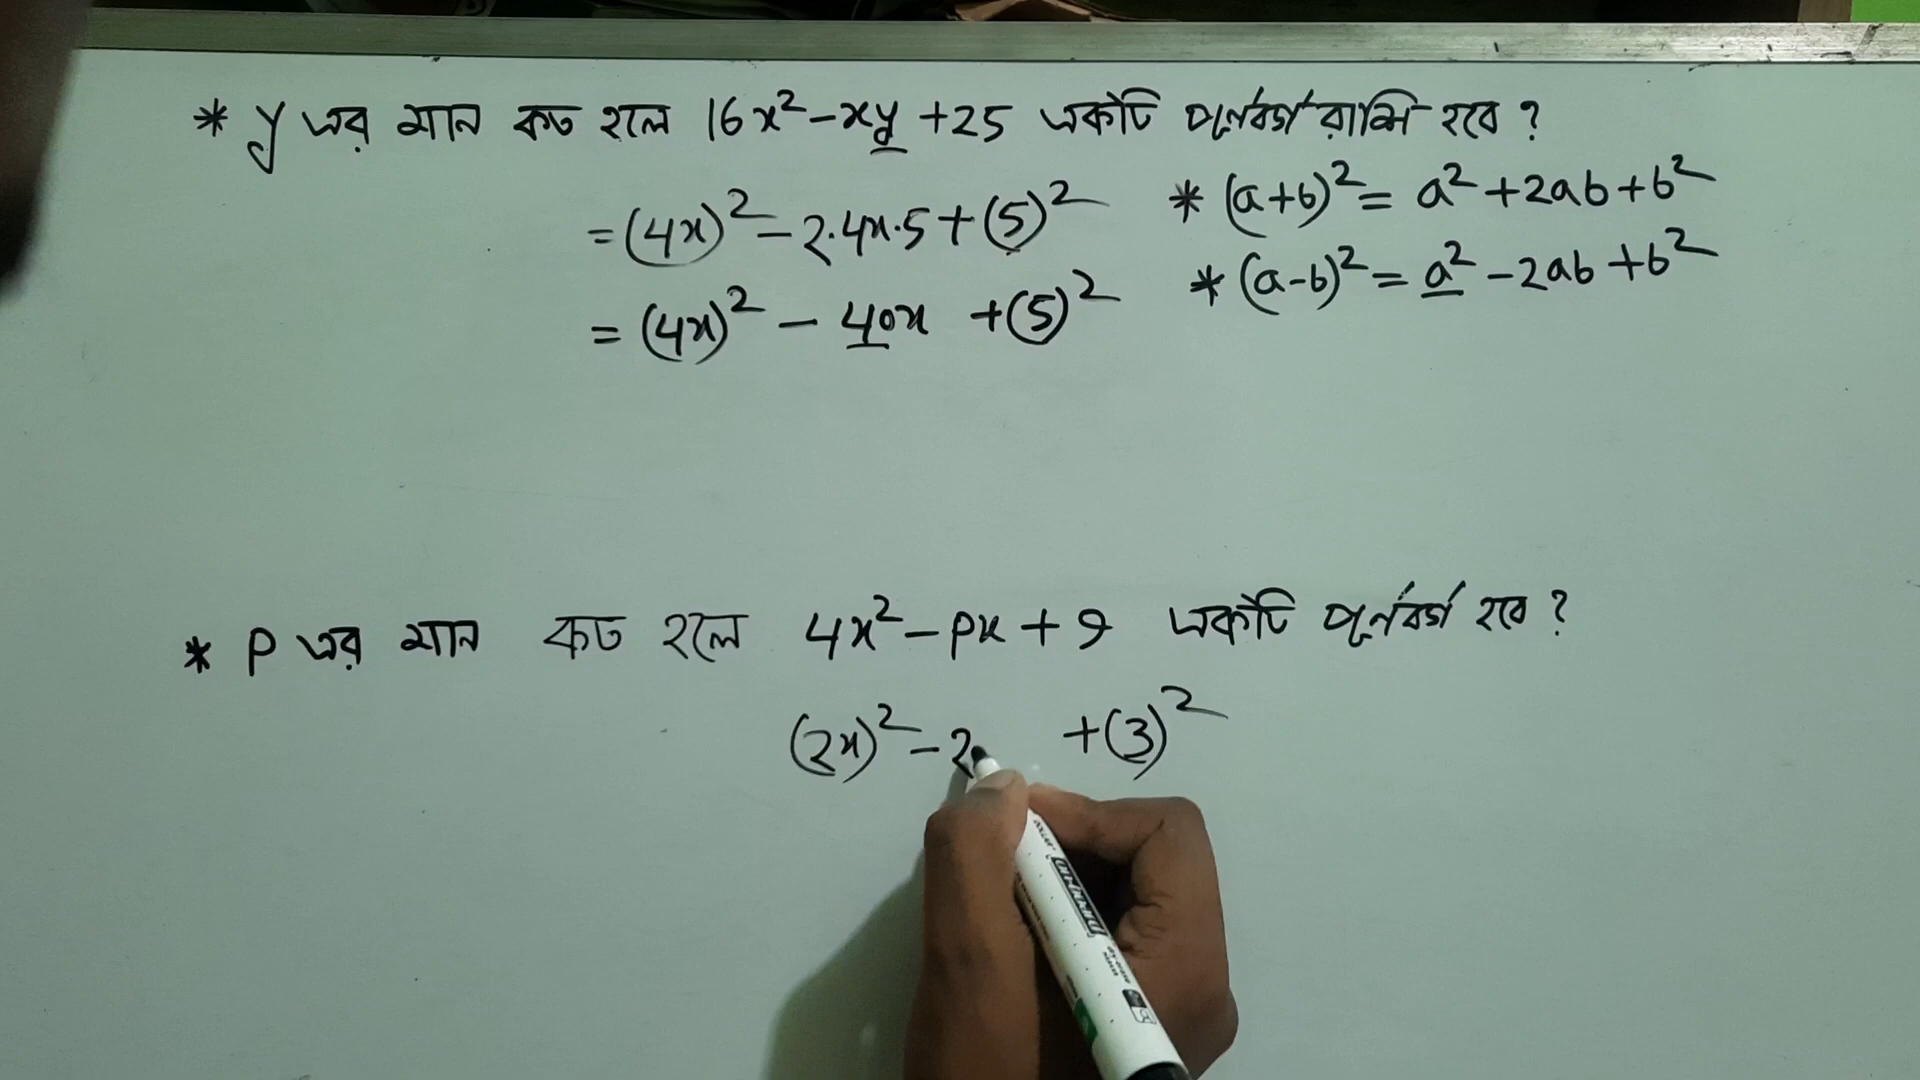 * y এর মান কত হলে 16x² - xy + 25 একটি পূর্ণবর্গ রাশি হবে ?
= (4x)² - 2·4x·5 + (5)²
* (a+b)² = a² + 2ab + b²
* (a-b)² = a² - 2ab + b²
= (4x)² - 40x + (5)²
* P এর মান কত হলে 4x² - px + 9 একটি পূর্ণবর্গ হবে ?
(2x)² - 2 + (3)²